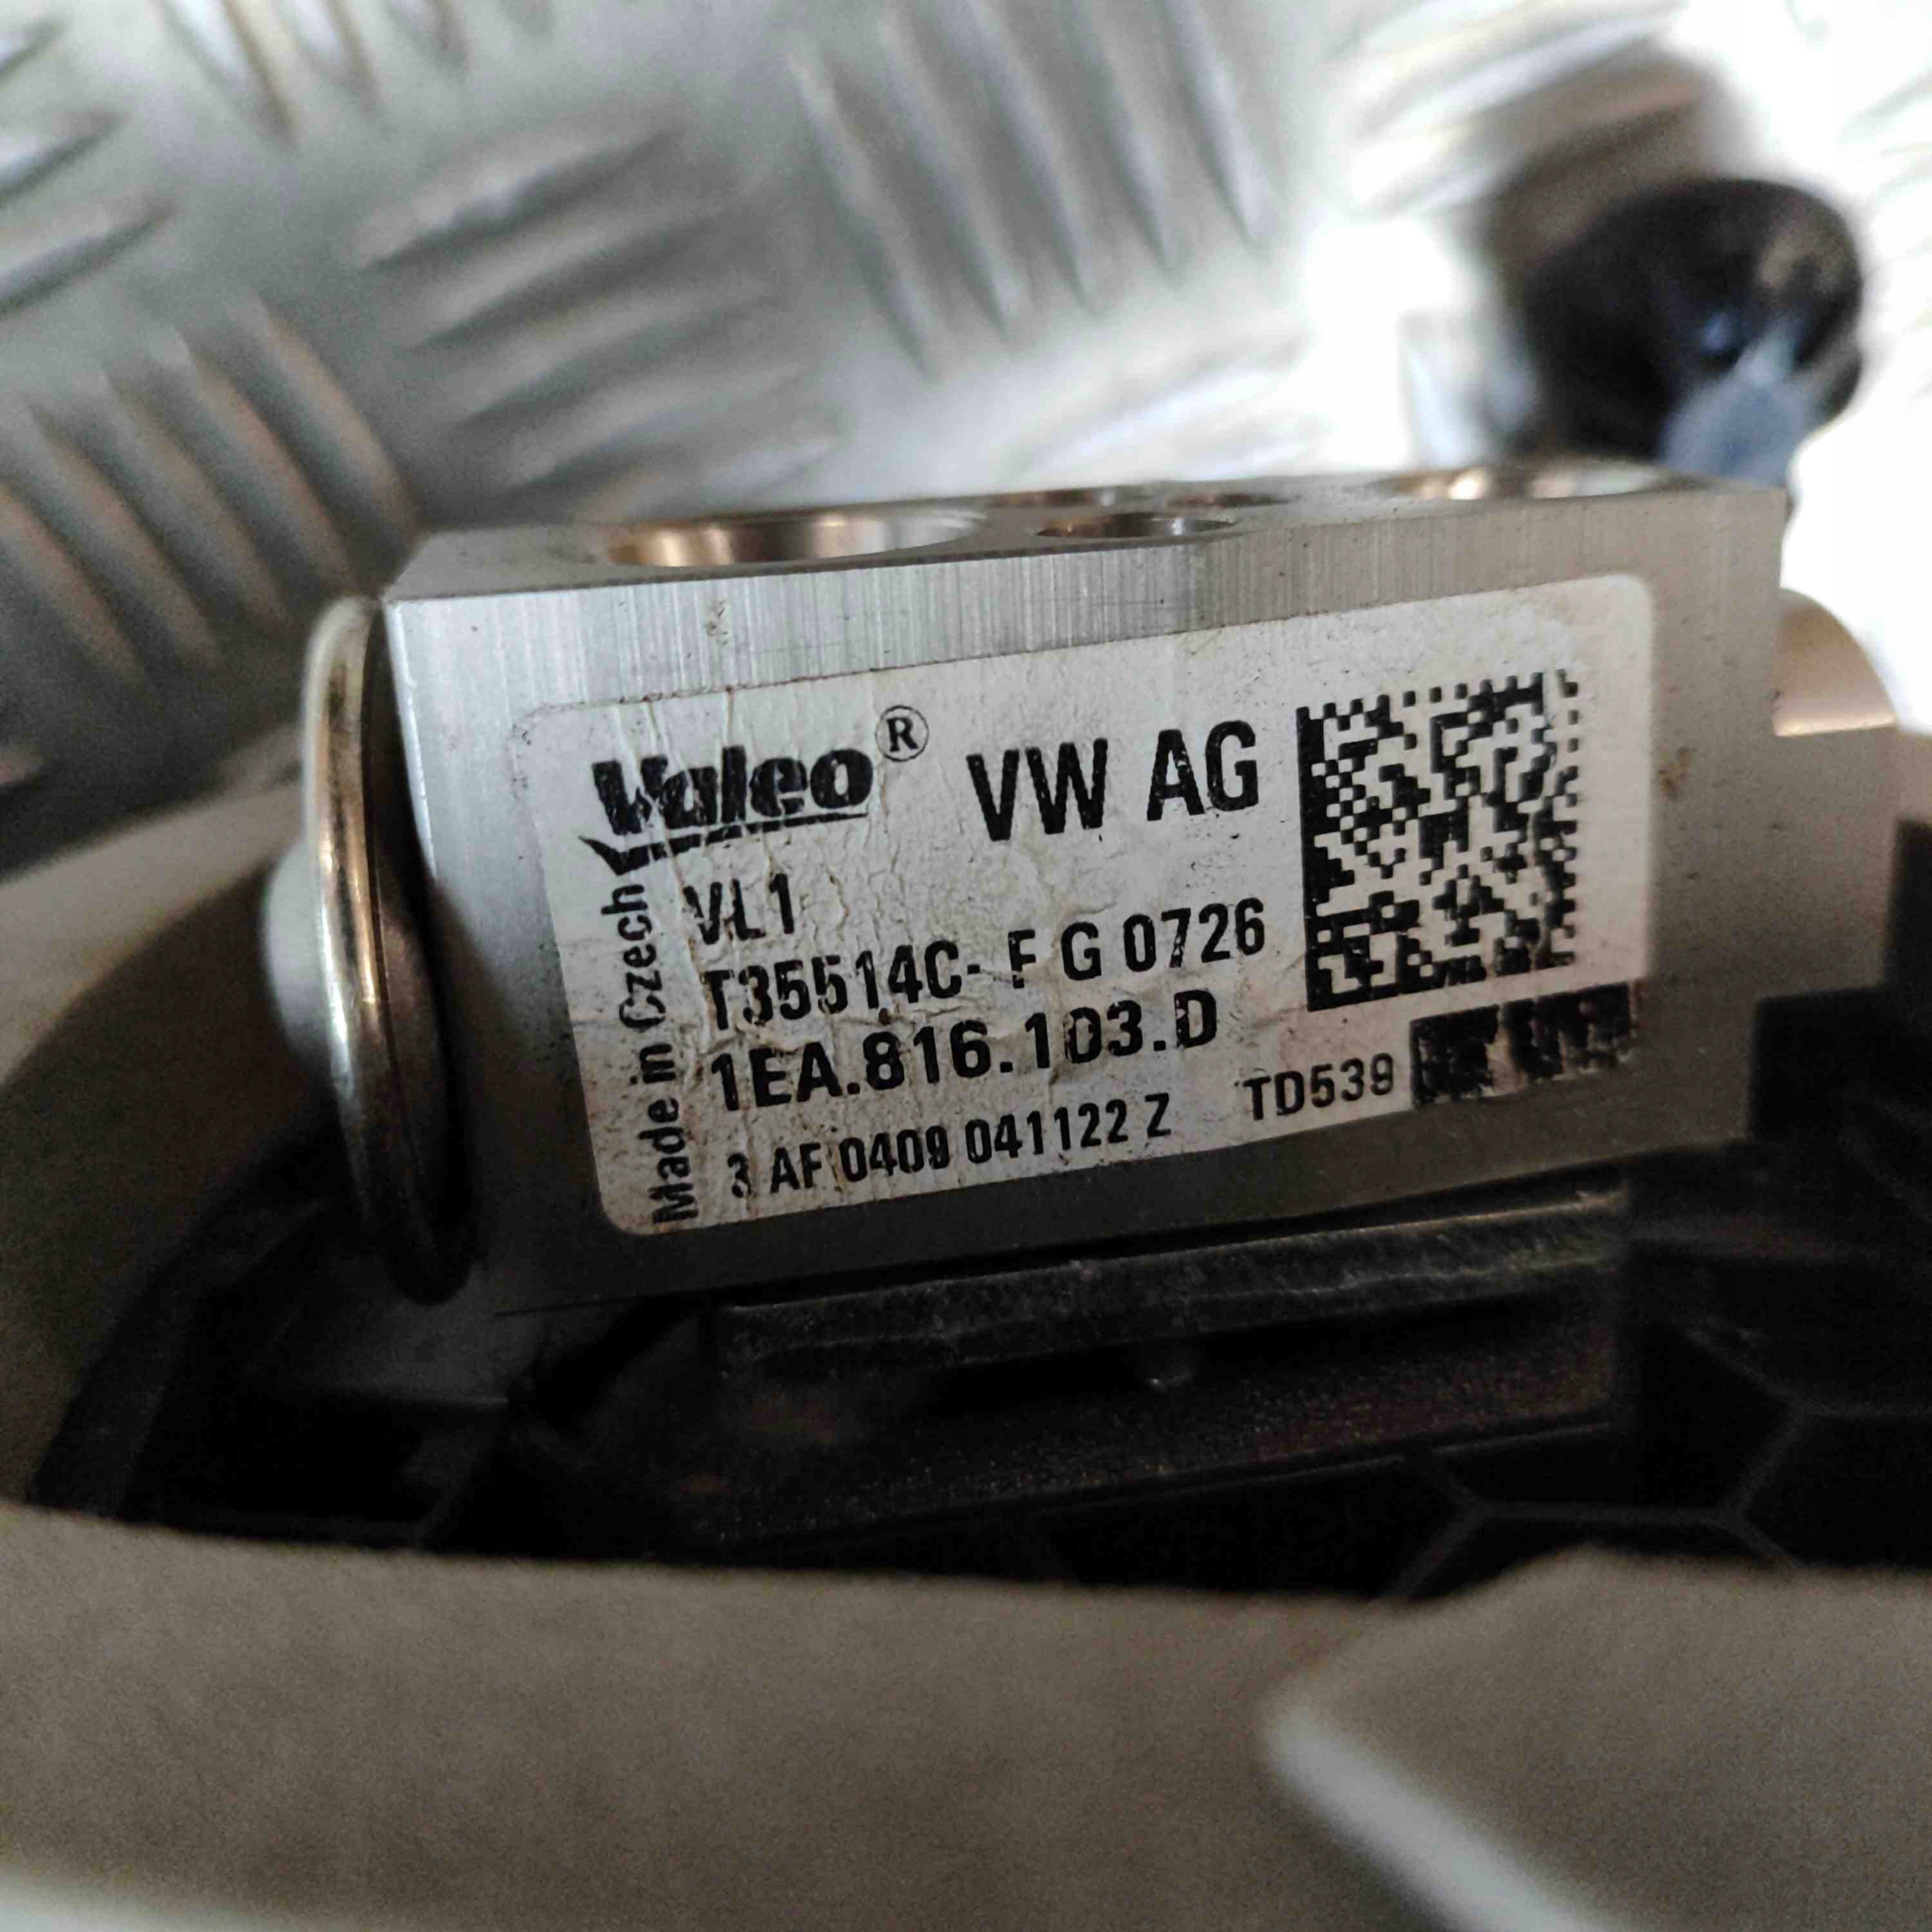 Valeo® VW AG
VL1
T35514C- F G 0726
1EA.816.103.D
3 AF 0409 041122 Z TD539
Made in Czech